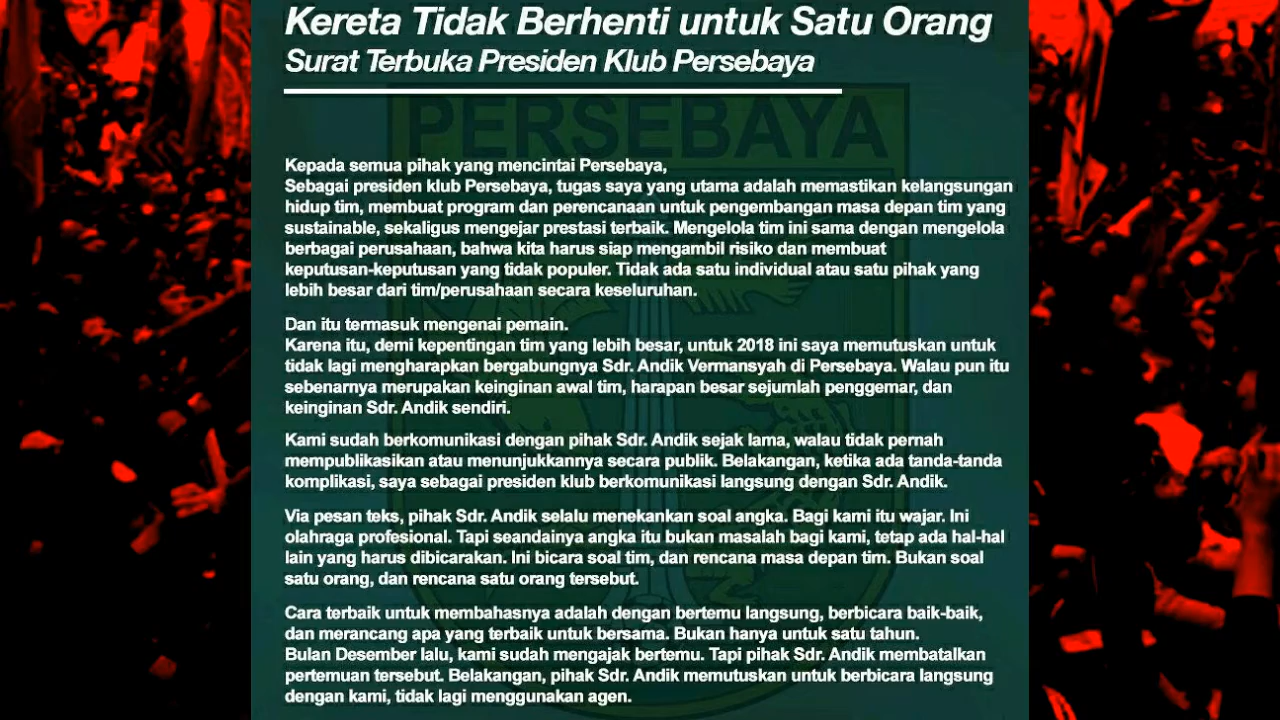 Kereta Tidak Berhenti untuk Satu Orang
Surat Terbuka Presiden Klub Persebaya
PERSEBAYA
Kepada semua pihak yang mencintai Persebaya,
Sebagai presiden klub Persebaya, tugas saya yang utama adalah memastikan kelangsungan
hidup tim, membuat program dan perencanaan untuk pengembangan masa depan tim yang
sustainable, sekaligus mengejar prestasi terbaik. Mengelola tim ini sama dengan mengelola
berbagai perusahaan, bahwa kita harus siap mengambil risiko dan membuat
keputusan-keputusan yang tidak populer. Tidak ada satu individual atau satu pihak yang
lebih besar dari tim/perusahaan secara keseluruhan.
Dan itu termasuk mengenai pemain.
Karena itu, demi kepentingan tim yang lebih besar, untuk 2018 ini saya memutuskan untuk
tidak lagi mengharapkan bergabungnya Sdr. Andik Vermansyah di Persebaya. Walau pun itu
sebenarnya merupakan keinginan awal tim, harapan besar sejumlah penggemar, dan
keinginan Sdr. Andik sendiri.
Kami sudah berkomunikasi dengan pihak Sdr. Andik sejak lama, walau tidak pernah
mempublikasikan atau menunjukkannya secara publik. Belakangan, ketika ada tanda-tanda
komplikasi, saya sebagai presiden klub berkomunikasi langsung dengan Sdr. Andik.
Via pesan teks, pihak Sdr. Andik selalu menekankan soal angka. Bagi kami itu wajar. Ini
olahraga profesional. Tapi seandainya angka itu bukan masalah bagi kami, tetap ada hal-hal
lain yang harus dibicarakan. Ini bicara soal tim, dan rencana masa depan tim. Bukan soal
satu orang, dan rencana satu orang tersebut.
Cara terbaik untuk membahasnya adalah dengan bertemu langsung, berbicara baik-baik,
dan merancang apa yang terbaik untuk bersama. Bukan hanya untuk satu tahun.
Bulan Desember lalu, kami sudah mengajak bertemu. Tapi pihak Sdr. Andik membatalkan
pertemuan tersebut. Belakangan, pihak Sdr. Andik memutuskan untuk berbicara langsung
dengan kami, tidak lagi menggunakan agen.